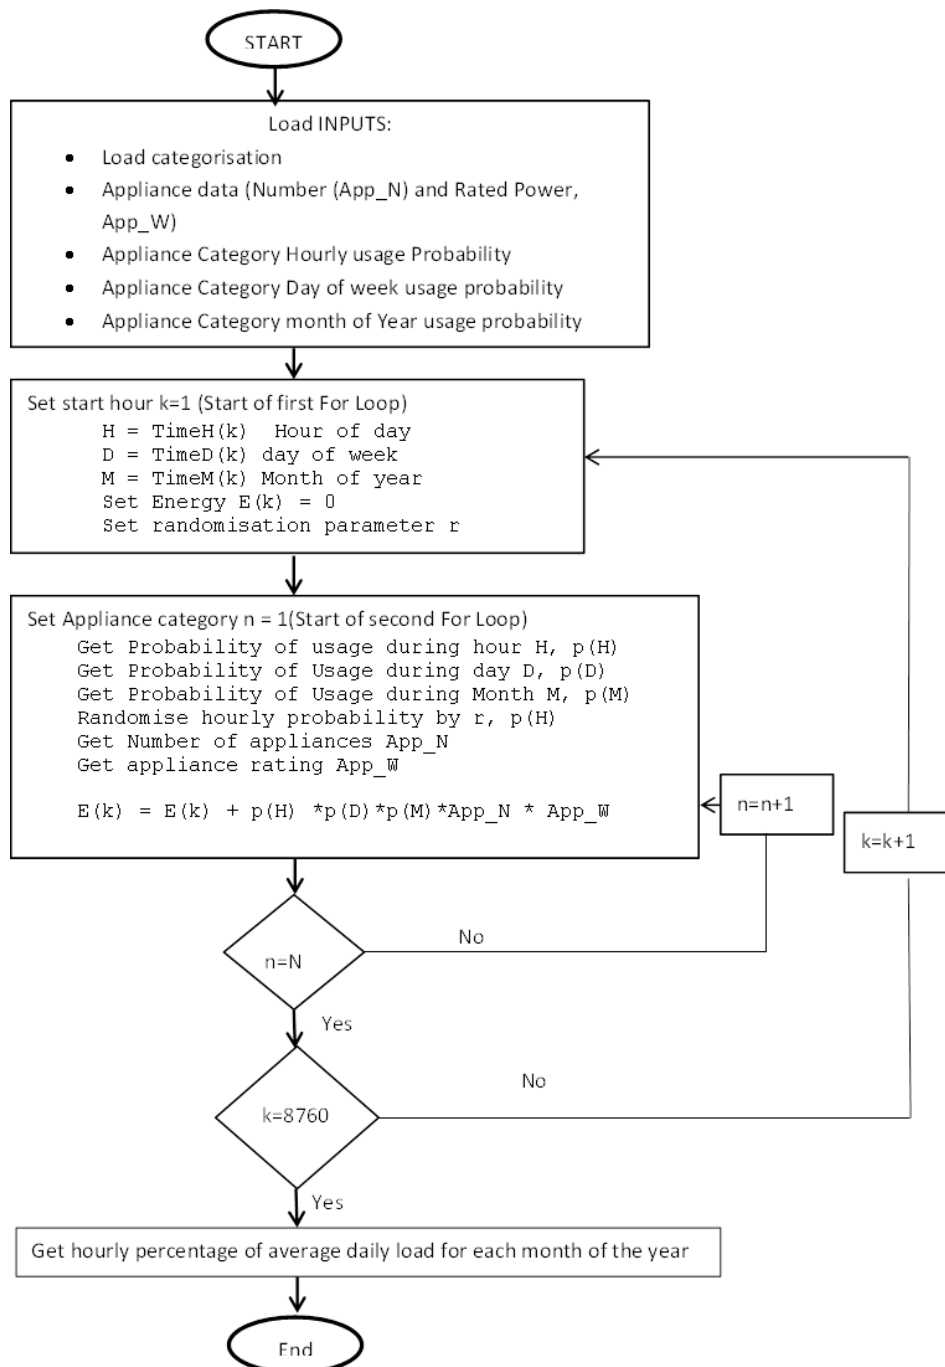 START
Load INPUTS:
• Load categorisation
• Appliance data (Number (App_N) and Rated Power,
App_W)
• Appliance Category Hourly usage Probability
• Appliance Category Day of week usage probability
• Appliance Category month of Year usage probability
Set start hour k=1 (Start of first For Loop)
H = TimeH(k)  Hour of day
D = TimeD(k) day of week
M = TimeM(k) Month of year
Set Energy E(k) = 0
Set randomisation parameter r
Set Appliance category n = 1(Start of second For Loop)
Get Probability of usage during hour H, p(H)
Get Probability of Usage during day D, p(D)
Get Probability of Usage during Month M, p(M)
Randomise hourly probability by r, p(H)
Get Number of appliances App_N
Get appliance rating App_W
E(k) = E(k) + p(H) *p(D)*p(M)*App_N * App_W
n=n+1
k=k+1
n=N
No
Yes
k=8760
No
Yes
Get hourly percentage of average daily load for each month of the year
End